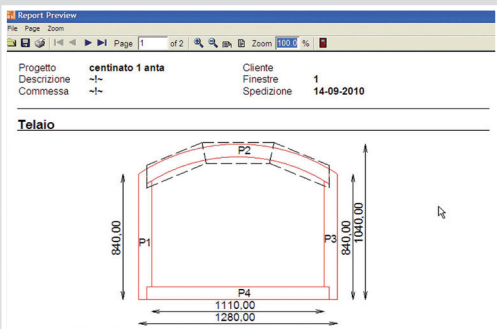 Report Preview
File Page Zoom
Page 1 of 2 Zoom 100.0 %
Progetto centinato 1 anta Cliente
Descrizione ~!~ Finestre 1
Commessa ~!~ Spedizione 14-09-2010
Telaio
P2
840,00 P1 P3 840,00 1040,00
P4
1110,00
1280,00